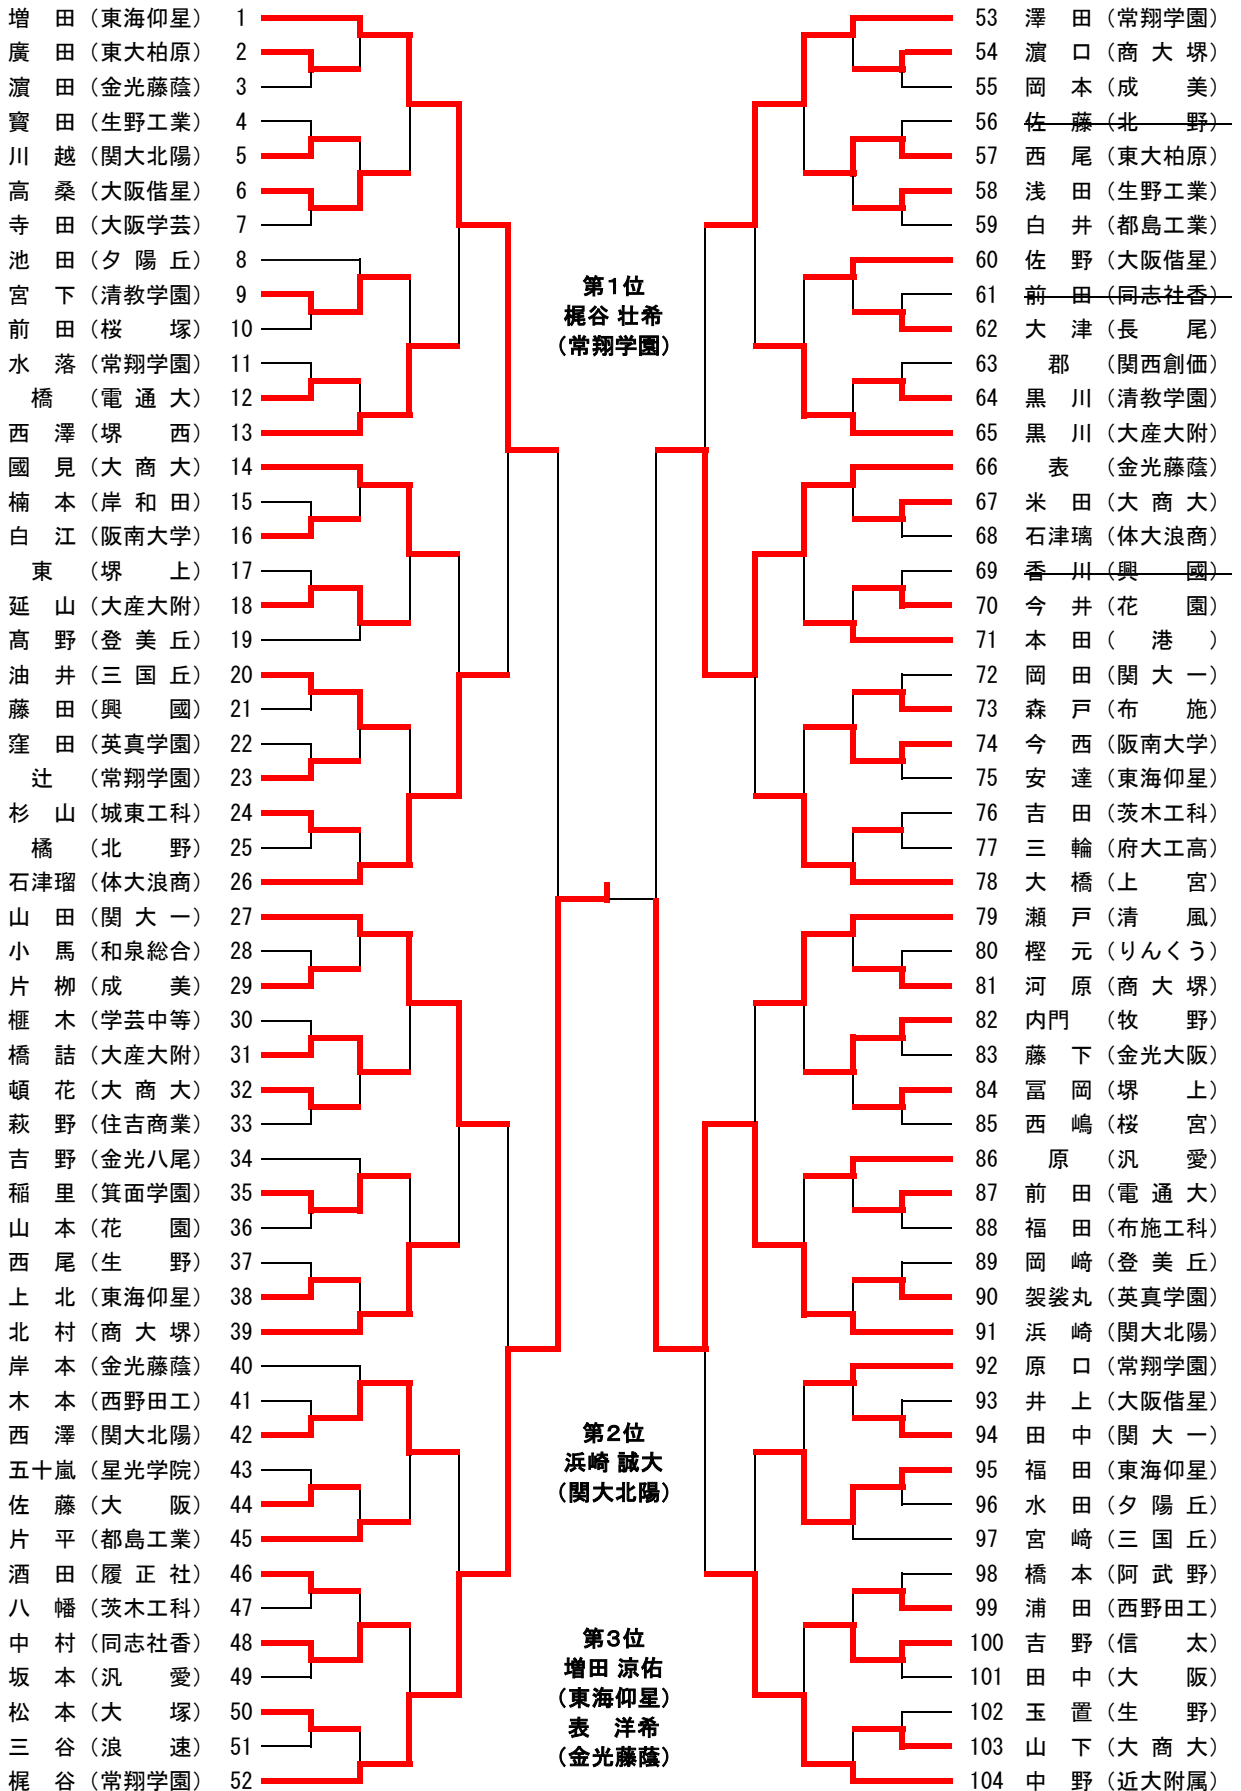 増　田（東海仰星）　1
廣　田（東大柏原）　2
濵　田（金光藤蔭）　3
寳　田（生野工業）　4
川　越（関大北陽）　5
高　桑（大阪偕星）　6
寺　田（大阪学芸）　7
池　田（夕 陽 丘）　8
宮　下（清教学園）　9
前　田（桜　　塚）　10
水　落（常翔学園）　11
橋　（電 通 大）　12
西　澤（堺　　西）　13
國　見（大 商 大）　14
楠　本（岸 和 田）　15
白　江（阪南大学）　16
東　（堺　　上）　17
延　山（大産大附）　18
髙　野（登 美 丘）　19
油　井（三 国 丘）　20
藤　田（興　　國）　21
窪　田（英真学園）　22
辻　（常翔学園）　23
杉　山（城東工科）　24
橘　（北　　野）　25
石津瑠（体大浪商）　26
山　田（関 大 一）　27
小　馬（和泉総合）　28
片　栁（成　　美）　29
榧　木（学芸中等）　30
橋　詰（大産大附）　31
頓　花（大 商 大）　32
萩　野（住吉商業）　33
吉　野（金光八尾）　34
稲　里（箕面学園）　35
山　本（花　　園）　36
西　尾（生　　野）　37
上　北（東海仰星）　38
北　村（商 大 堺）　39
岸　本（金光藤蔭）　40
木　本（西野田工）　41
西　澤（関大北陽）　42
五十嵐（星光学院）　43
佐　藤（大　　阪）　44
片　平（都島工業）　45
酒　田（履 正 社）　46
八　幡（茨木工科）　47
中　村（同志社香）　48
坂　本（汎　　愛）　49
松　本（大　　塚）　50
三　谷（浪　　速）　51
梶　谷（常翔学園）　52
第1位
梶谷 壮希
（常翔学園）
第2位
浜崎 誠大
（関大北陽）
第3位
増田 涼佑
（東海仰星）
表　洋希
（金光藤蔭）
53　澤　田（常翔学園）
54　濵　口（商 大 堺）
55　岡　本（成　　美）
56　佐　藤（北　　野）
57　西　尾（東大柏原）
58　浅　田（生野工業）
59　白　井（都島工業）
60　佐　野（大阪偕星）
61　前　田（同志社香）
62　大　津（長　　尾）
63　郡　（関西創価）
64　黒　川（清教学園）
65　黒　川（大産大附）
66　表　（金光藤蔭）
67　米　田（大 商 大）
68　石津璃（体大浪商）
69　香　川（興　　國）
70　今　井（花　　園）
71　本　田（　港　）
72　岡　田（関 大 一）
73　森　戸（布　　施）
74　今　西（阪南大学）
75　安　達（東海仰星）
76　吉　田（茨木工科）
77　三　輪（府大工高）
78　大　橋（上　　宮）
79　瀬　戸（清　　風）
80　樫　元（りんくう）
81　河　原（商 大 堺）
82　内門　（牧　　野）
83　藤　下（金光大阪）
84　冨　岡（堺　　上）
85　西　嶋（桜　　宮）
86　原　（汎　　愛）
87　前　田（電 通 大）
88　福　田（布施工科）
89　岡　﨑（登 美 丘）
90　袈裟丸（英真学園）
91　浜　崎（関大北陽）
92　原　口（常翔学園）
93　井　上（大阪偕星）
94　田　中（関 大 一）
95　福　田（東海仰星）
96　水　田（夕 陽 丘）
97　宮　﨑（三 国 丘）
98　橋　本（阿 武 野）
99　浦　田（西野田工）
100　吉　野（信　　太）
101　田　中（大　　阪）
102　玉　置（生　　野）
103　山　下（大 商 大）
104　中　野（近大附属）